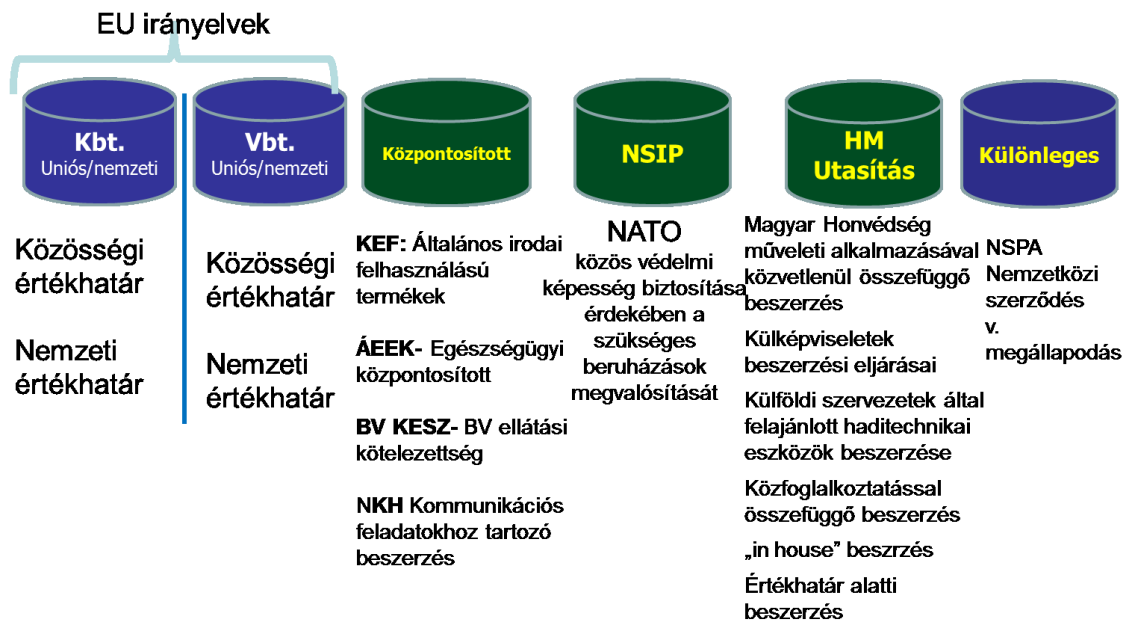 EU irányelvek
Kbt.
Uniós/nemzeti
Közösségi
értékhatár
Nemzeti
értékhatár
Vbt.
Uniós/nemzeti
Közösségi
értékhatár
Nemzeti
értékhatár
Központosított
KEF: Általános irodai
felhasználású
termékek
ÁEEK- Egészségügyi
központosított
BV KESZ- BV ellátási
kötelezettség
NKH Kommunikációs
feladatokhoz tartozó
beszerzés
NSIP
NATO
közös védelmi
képesség biztosítása
érdekében a
szükséges
beruházások
megvalósítását
HM
Utasítás
Magyar Honvédség
műveleti alkalmazásával
közvetlenül összefüggő
beszerzés
Külképviseletek
beszerzési eljárásai
Külföldi szervezetek által
felajánlott haditechnikai
eszközök beszerzése
Közfoglalkoztatással
összefüggő beszerzés
„in house” beszrzés
Értékhatár alatti
beszerzés
Különleges
NSPA
Nemzetközi
szerződés
v.
megállapodás